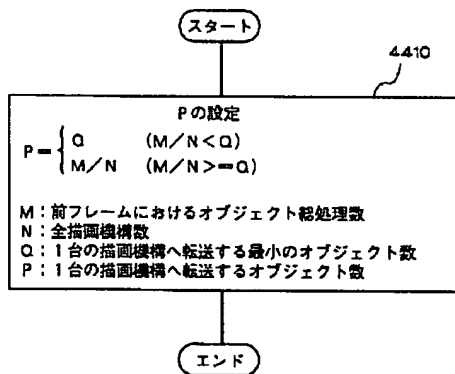 スタート
4410
Pの設定
P＝{Q (M/N<Q)
M/N (M/N>=Q)
M：前フレームにおけるオブジェクト総処理数
N：全描画機構数
Q：1台の描画機構へ転送する最小のオブジェクト数
P：1台の描画機構へ転送するオブジェクト数
エンド